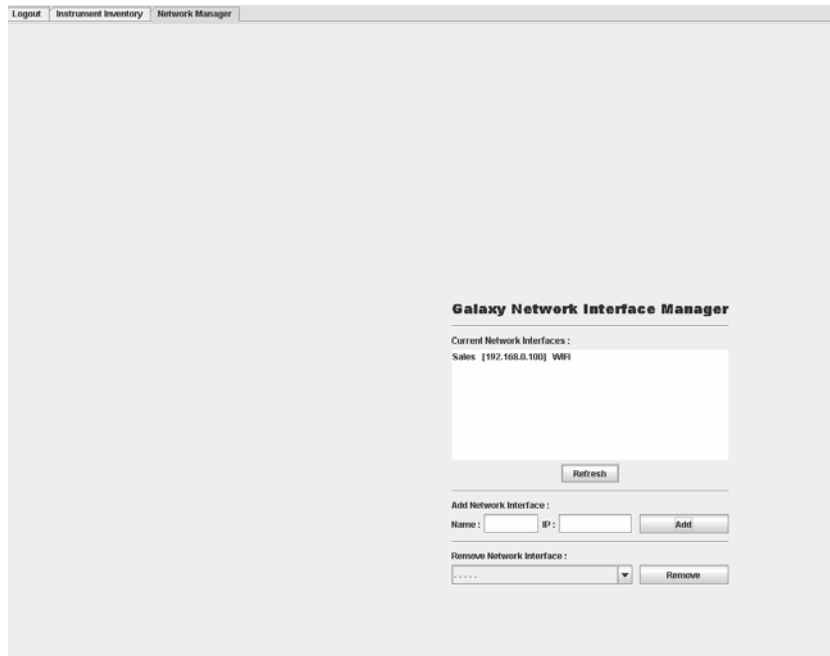 Logout Instrument Inventory Network Manager
Galaxy Network Interface Manager
Current Network Interfaces :
Sales [192.168.0.100] WIFI
Refresh
Add Network Interface :
Name : IP : Add
Remove Network Interface :
- - - - - Remove